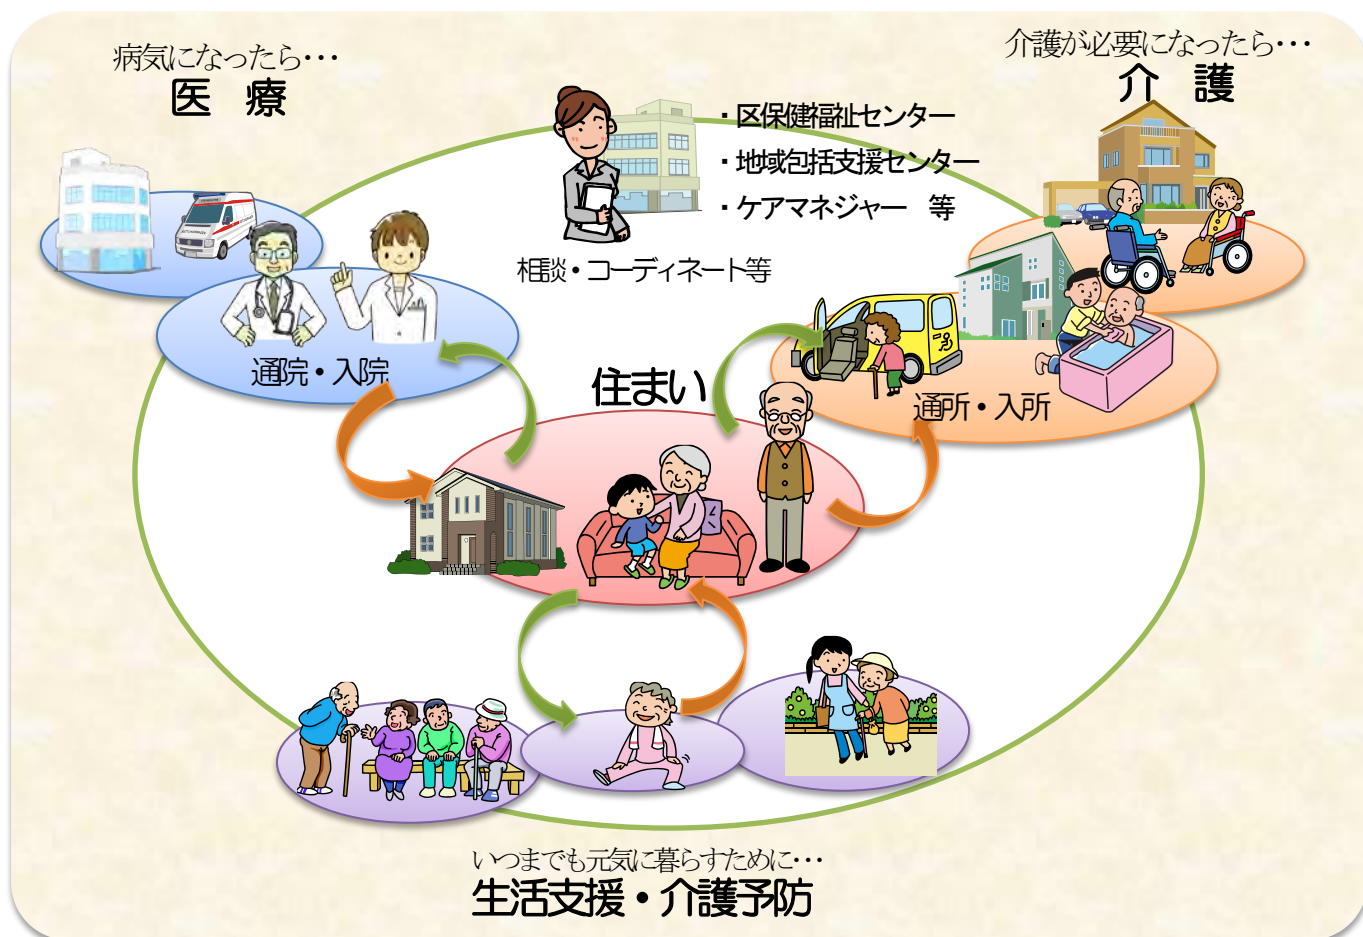 病気になったら・・・
医 療
介護が必要になったら・・・
介 護
・区保健福祉センター
・地域包括支援センター
・ケアマネジャー 等
相談・コーディネート等
通院・入院
住まい
通所・入所
いつまでも元気に暮らすために・・・
生活支援・介護予防